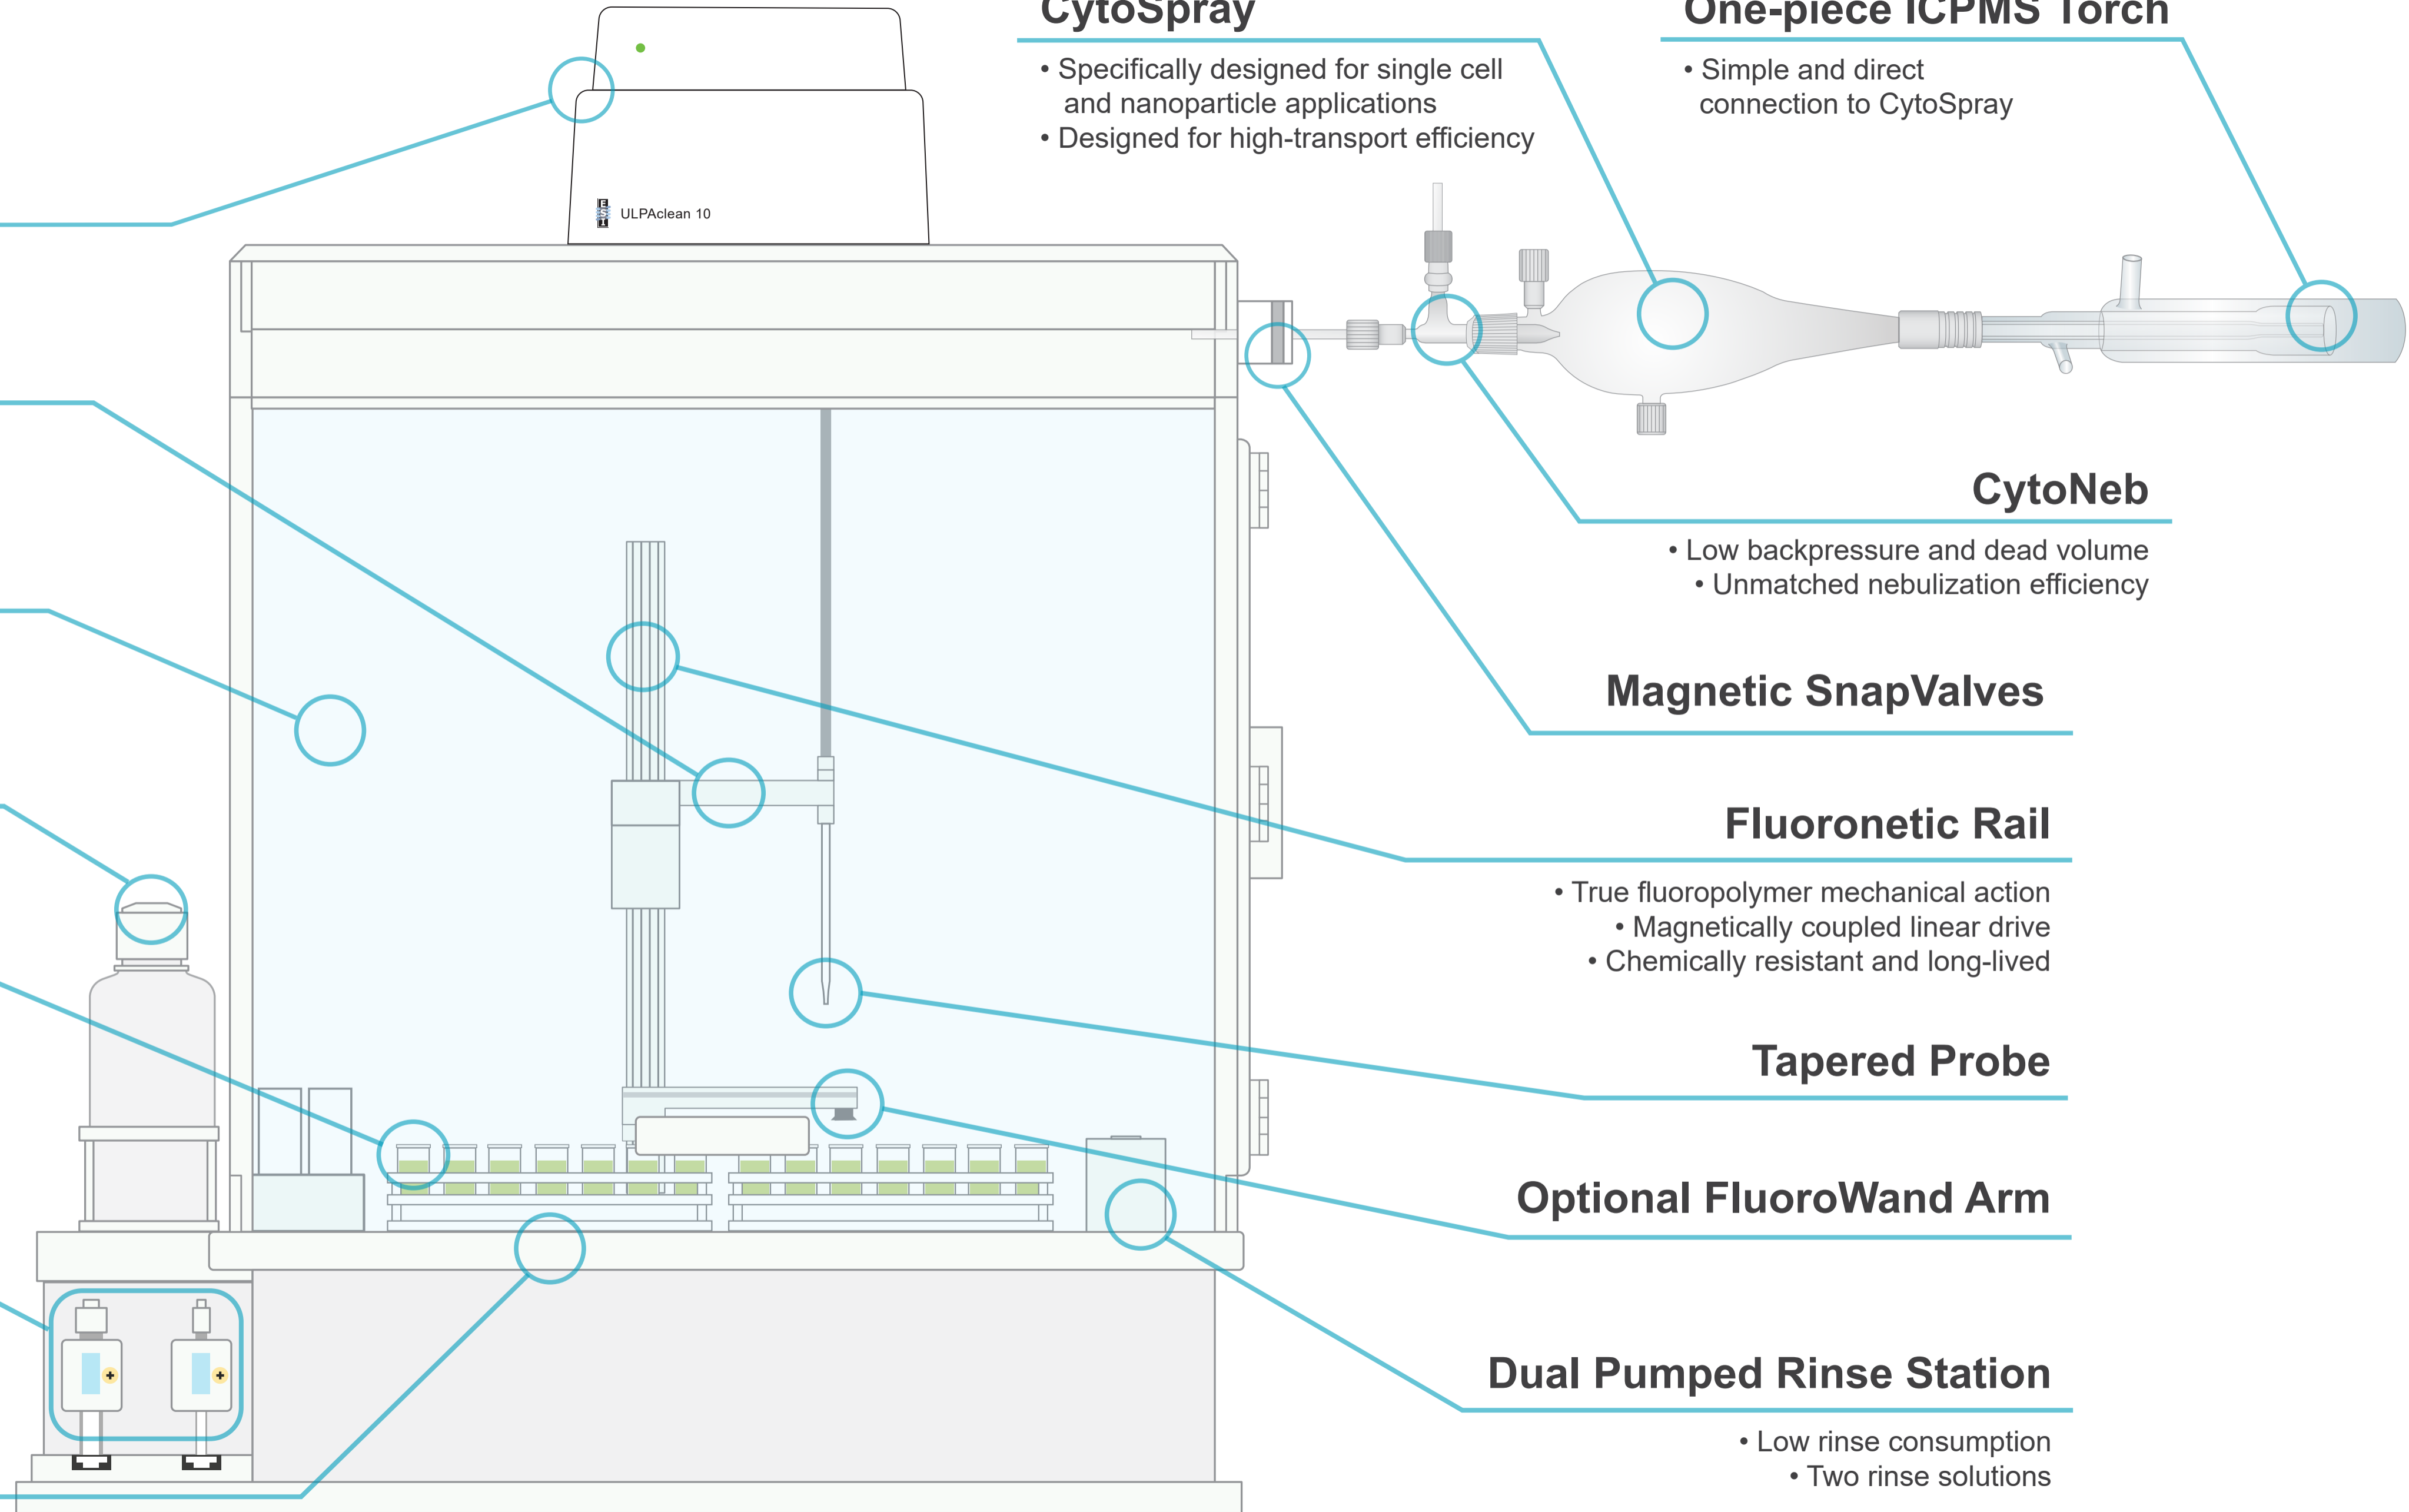 CytoSpray
• Specifically designed for single cell
and nanoparticle applications
• Designed for high-transport efficiency
One-piece ICPMS Torch
• Simple and direct
connection to CytoSpray
ESI
ULPAclean 10
CytoNeb
• Low backpressure and dead volume
• Unmatched nebulization efficiency
Magnetic SnapValves
Fluoronetic Rail
• True fluoropolymer mechanical action
• Magnetically coupled linear drive
• Chemically resistant and long-lived
Tapered Probe
Optional FluoroWand Arm
Dual Pumped Rinse Station
• Low rinse consumption
• Two rinse solutions